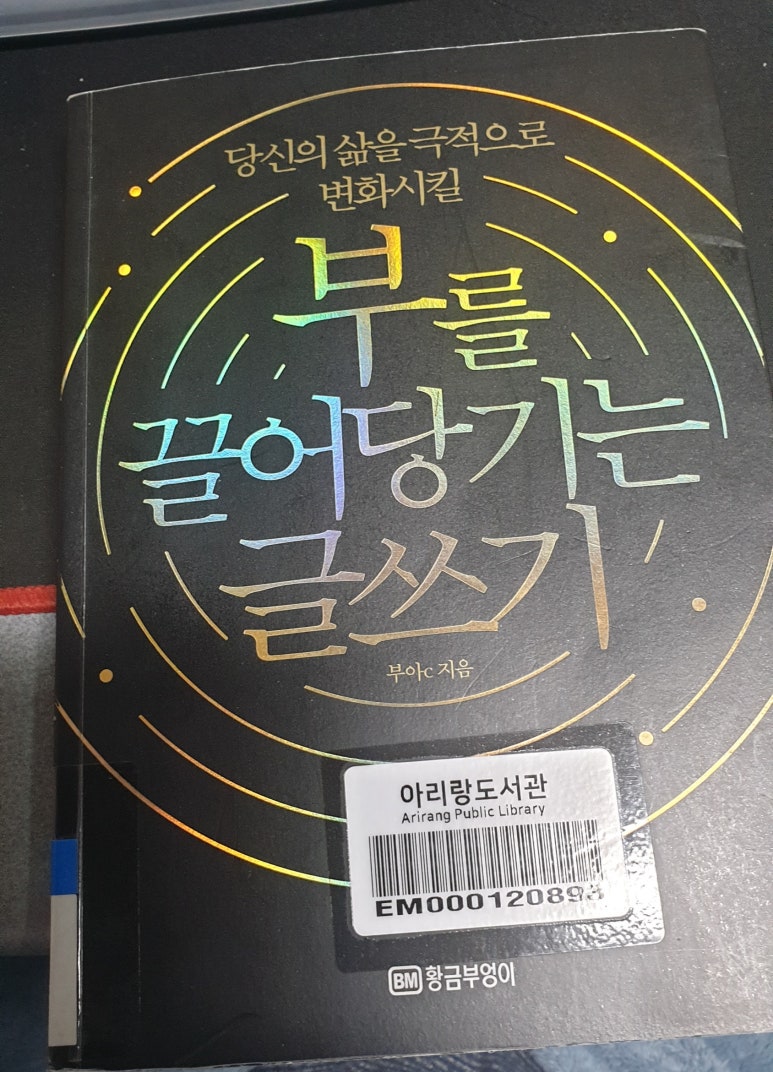 당신의 삶을 극적으로
변화시킬
부를
끌어당기는
글쓰기
부아c 지음
아리랑도서관
Arirang Public Library
BM 황금부엉이